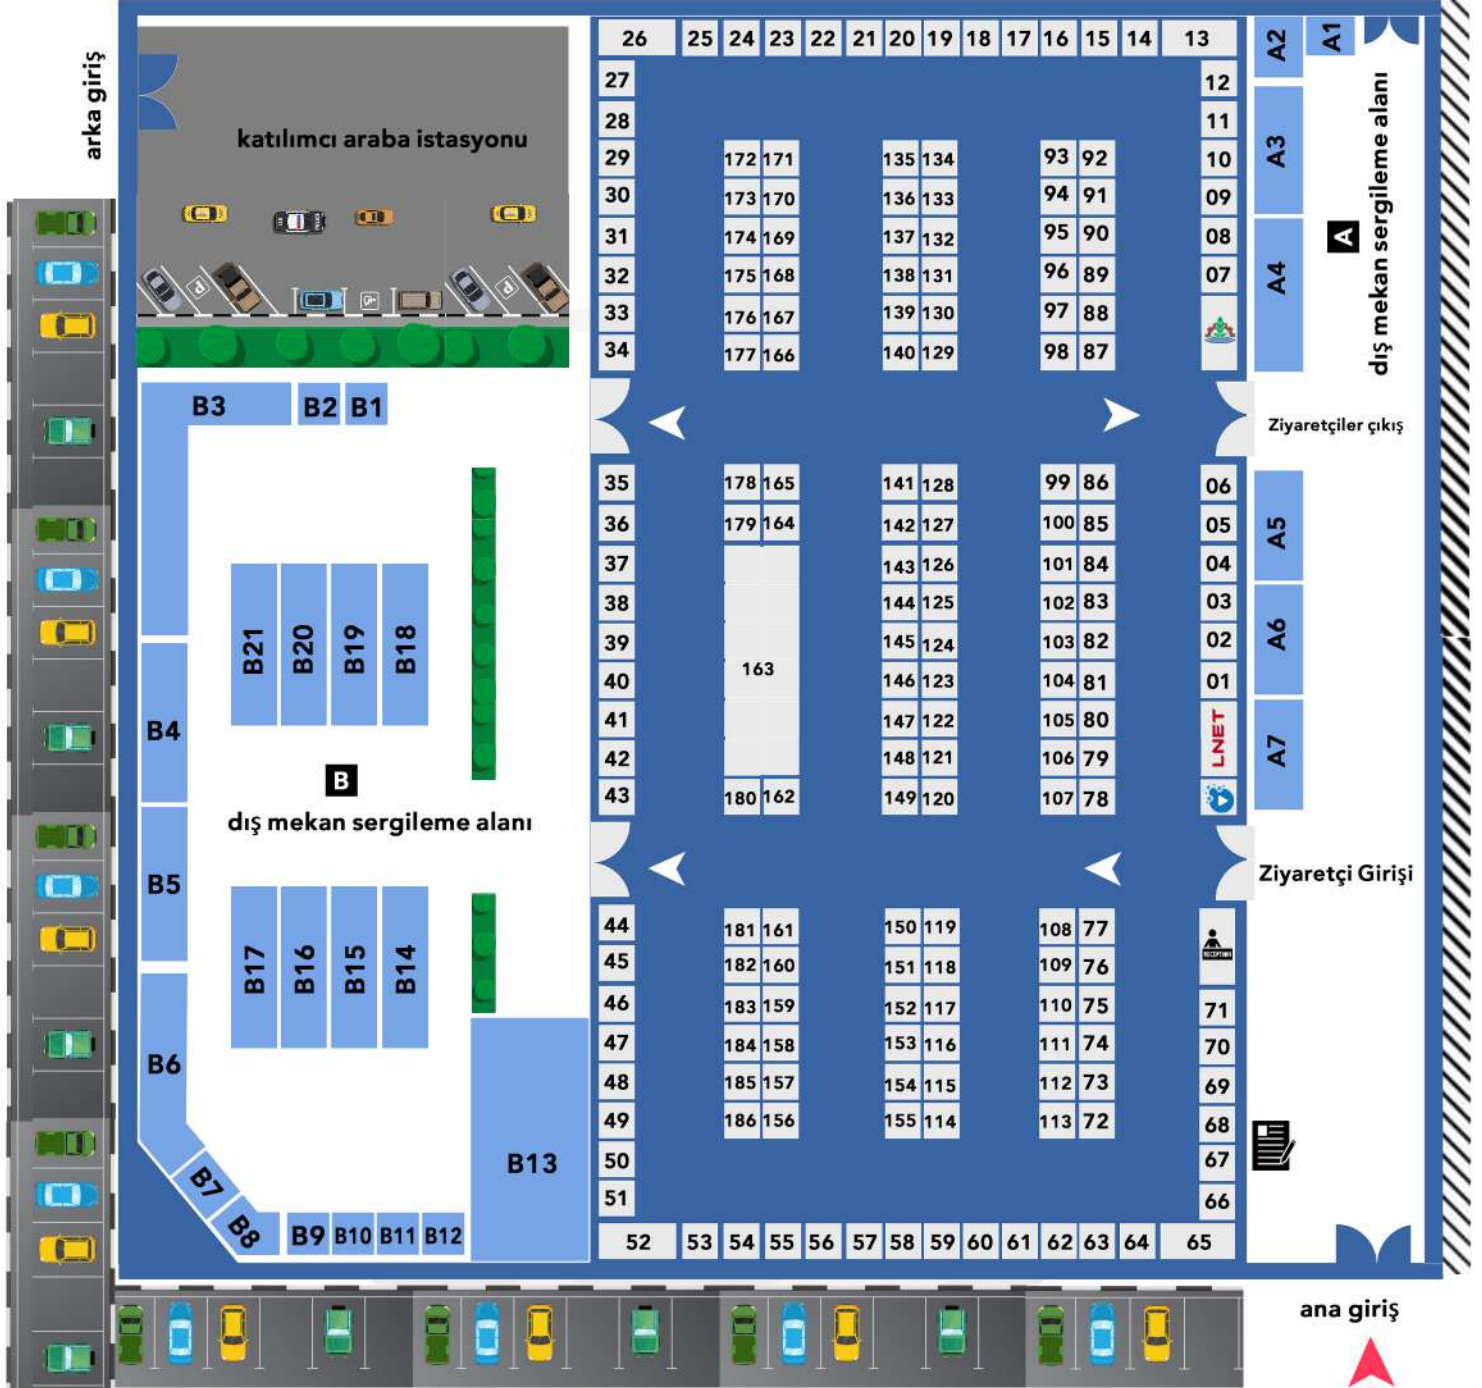 26 25 24 23 22 21 20 19 18 17 16 15 14 13
A2 A1
arka giriş
27 12
katılımcı araba istasyonu
28 11
29 172 171 135 134 93 92 10
A3
dış mekan sergileme alanı
30 173 170 136 133 94 91 09
31 174 169 137 132 95 90 08
A
32 175 168 138 131 96 89 07
A4
P P
33 176 167 139 130 97 88
34 177 166 140 129 98 87
B3 B2 B1
Ziyaretçiler çıkış
35 178 165 141 128 99 86 06
36 179 164 142 127 100 85 05
A5
37 143 126 101 84 04
38 144 125 102 83 03
39 145 124 103 82 02
A6
B21 B20 B19 B18
163
40 146 123 104 81 01
41 147 122 105 80
B4
LNET
A7
42 148 121 106 79
B
43 180 162 149 120 107 78
dış mekan sergileme alanı
Ziyaretçi Girişi
B5
44 181 161 150 119 108 77
RECEPTION
45 182 160 151 118 109 76
B17 B16 B15 B14
46 183 159 152 117 110 75 71
47 184 158 153 116 111 74 70
B6
48 185 157 154 115 112 73 69
49 186 156 155 114 113 72 68
B13
50 67
B7
51 66
B8 B9 B10 B11 B12
52 53 54 55 56 57 58 59 60 61 62 63 64 65
ana giriş